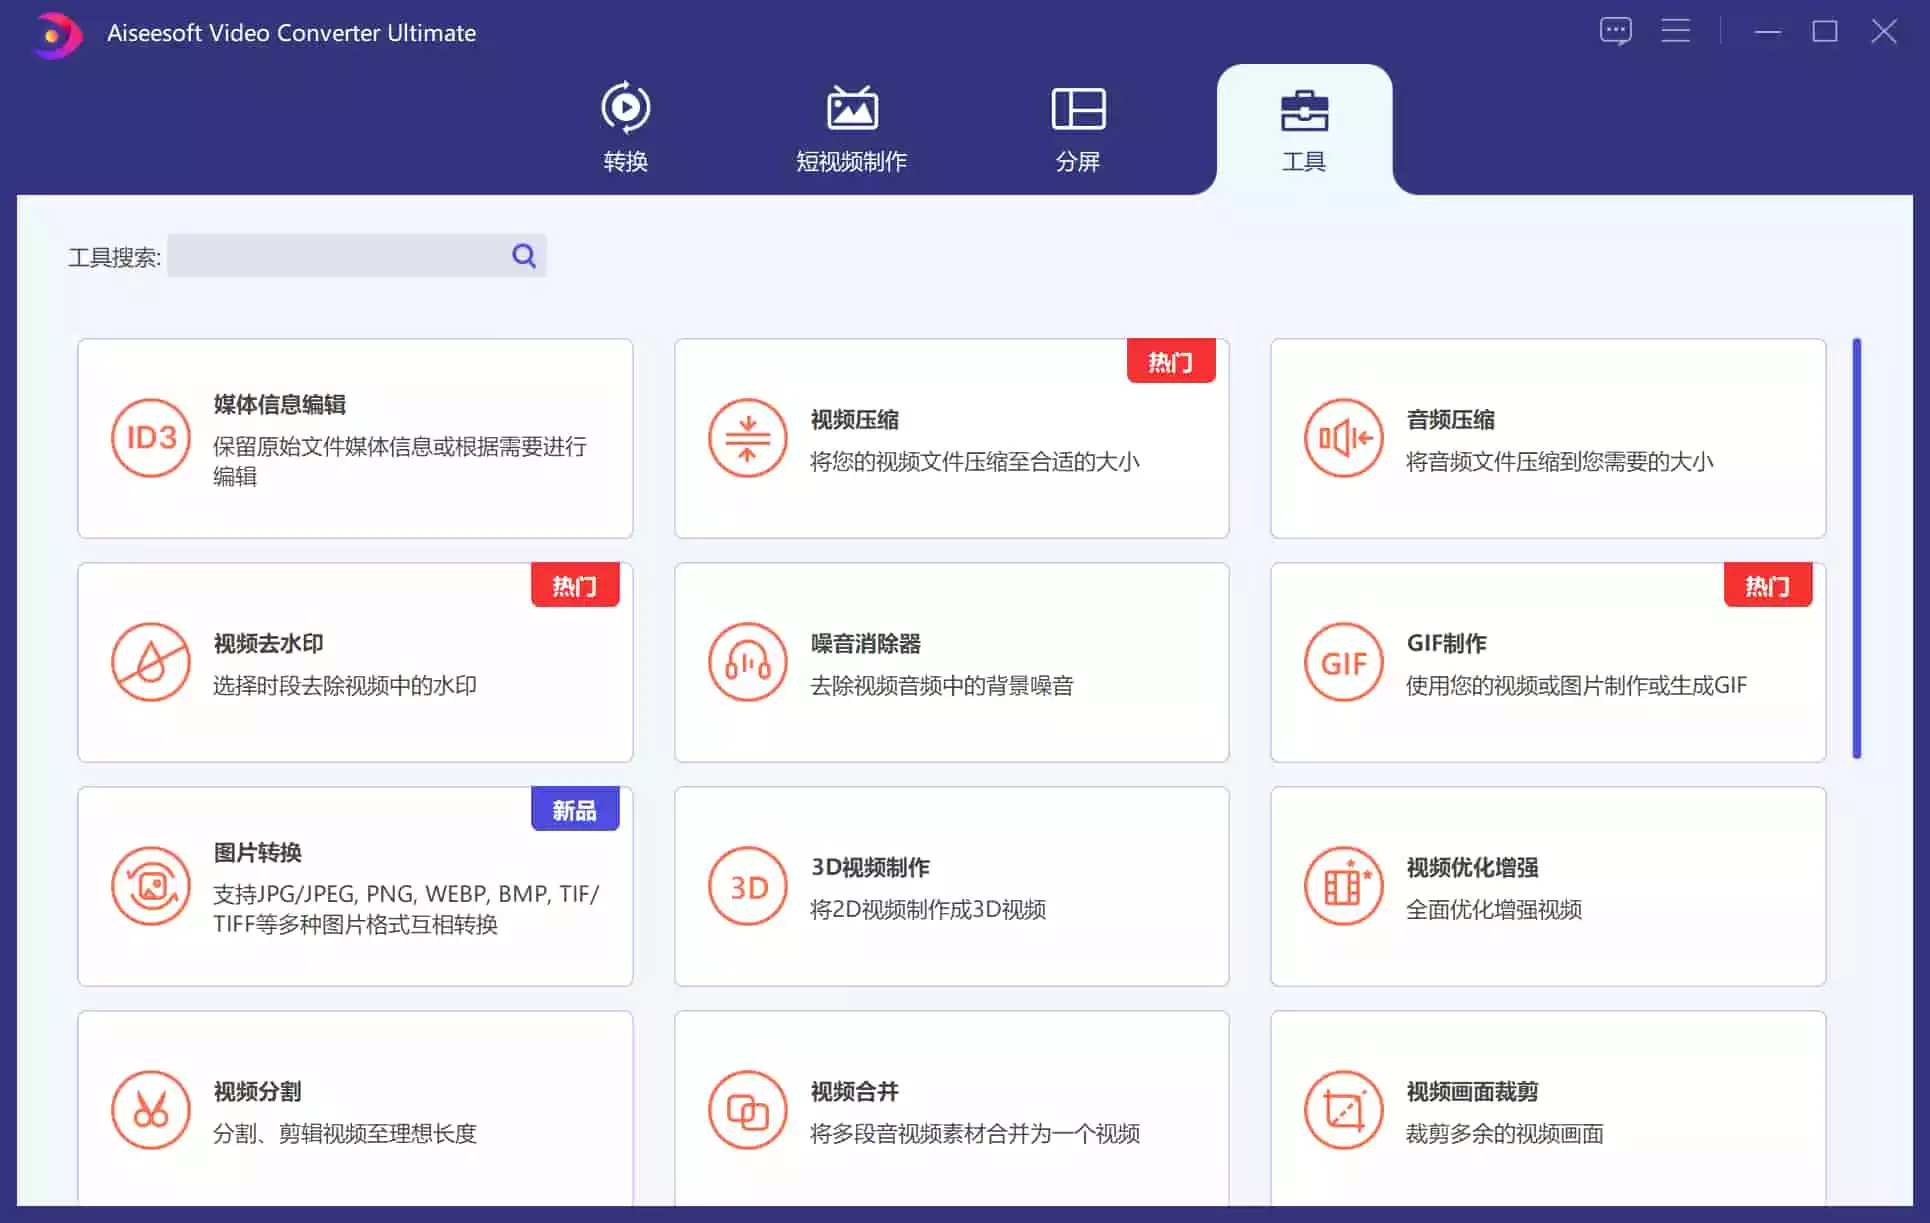 Aiseesoft Video Converter Ultimate
转换
短视频制作
分屏
工具
工具搜索:
ID3
媒体信息编辑
保留原始文件媒体信息或根据需要进行
编辑
热门
视频压缩
将您的视频文件压缩至合适的大小
音频压缩
将音频文件压缩到您需要的大小
热门
视频去水印
选择时段去除视频中的水印
噪音消除器
去除视频音频中的背景噪音
热门
GIF
GIF制作
使用您的视频或图片制作或生成GIF
新品
图片转换
支持JPG/JPEG, PNG, WEBP, BMP, TIF/
TIFF等多种图片格式互相转换
3D
3D视频制作
将2D视频制作成3D视频
视频优化增强
全面优化增强视频
视频分割
分割、剪辑视频至理想长度
视频合并
将多段音视频素材合并为一个视频
视频画面裁剪
裁剪多余的视频画面